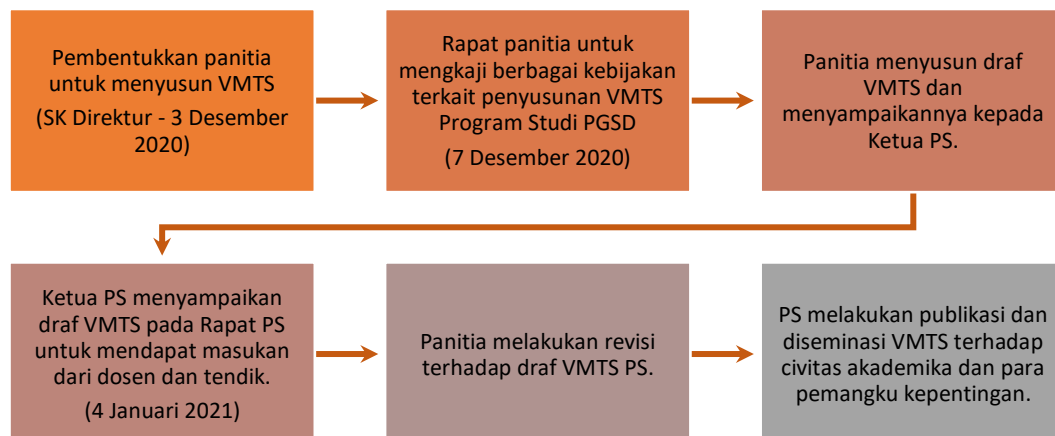 Pembentukkan panitia
untuk menyusun VMTS
(SK Direktur - 3 Desember
2020)
Rapat panitia untuk
mengkaji berbagai kebijakan
terkait penyusunan VMTS
Program Studi PGSD
(7 Desember 2020)
Panitia menyusun draf
VMTS dan
menyampaikannya kepada
Ketua PS.
Ketua PS menyampaikan
draf VMTS pada Rapat PS
untuk mendapat masukan
dari dosen dan tendik.
(4 Januari 2021)
Panitia melakukan revisi
terhadap draf VMTS PS.
PS melakukan publikasi dan
diseminasi VMTS terhadap
civitas akademika dan para
pemangku kepentingan.